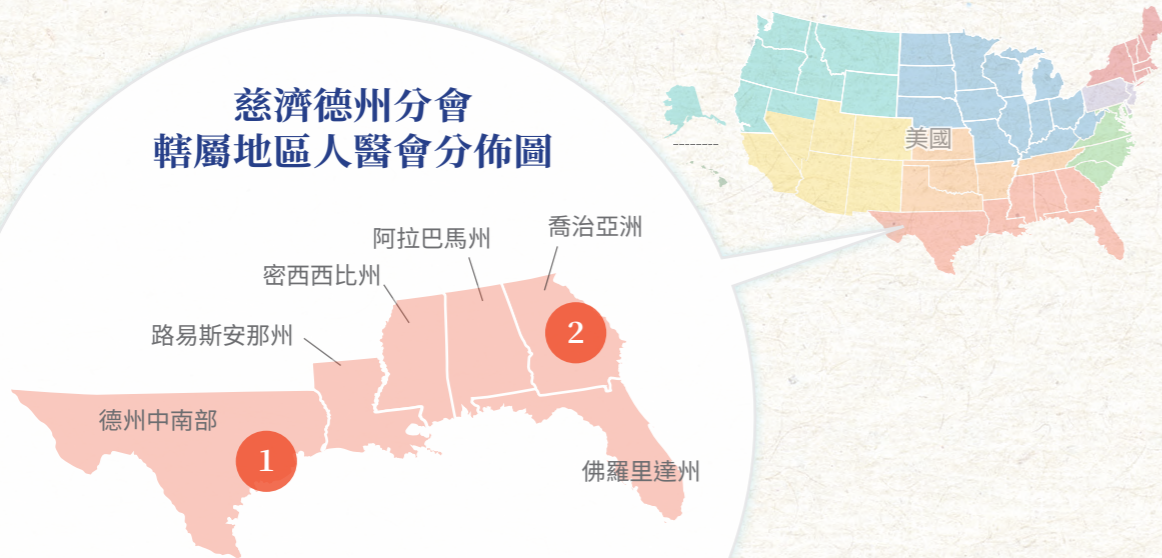 慈濟德州分會
轄屬地區人醫會分佈圖
美國
喬治亞洲
阿拉巴馬州
密西西比州
路易斯安那州
2
德州中南部
1
佛羅里達州